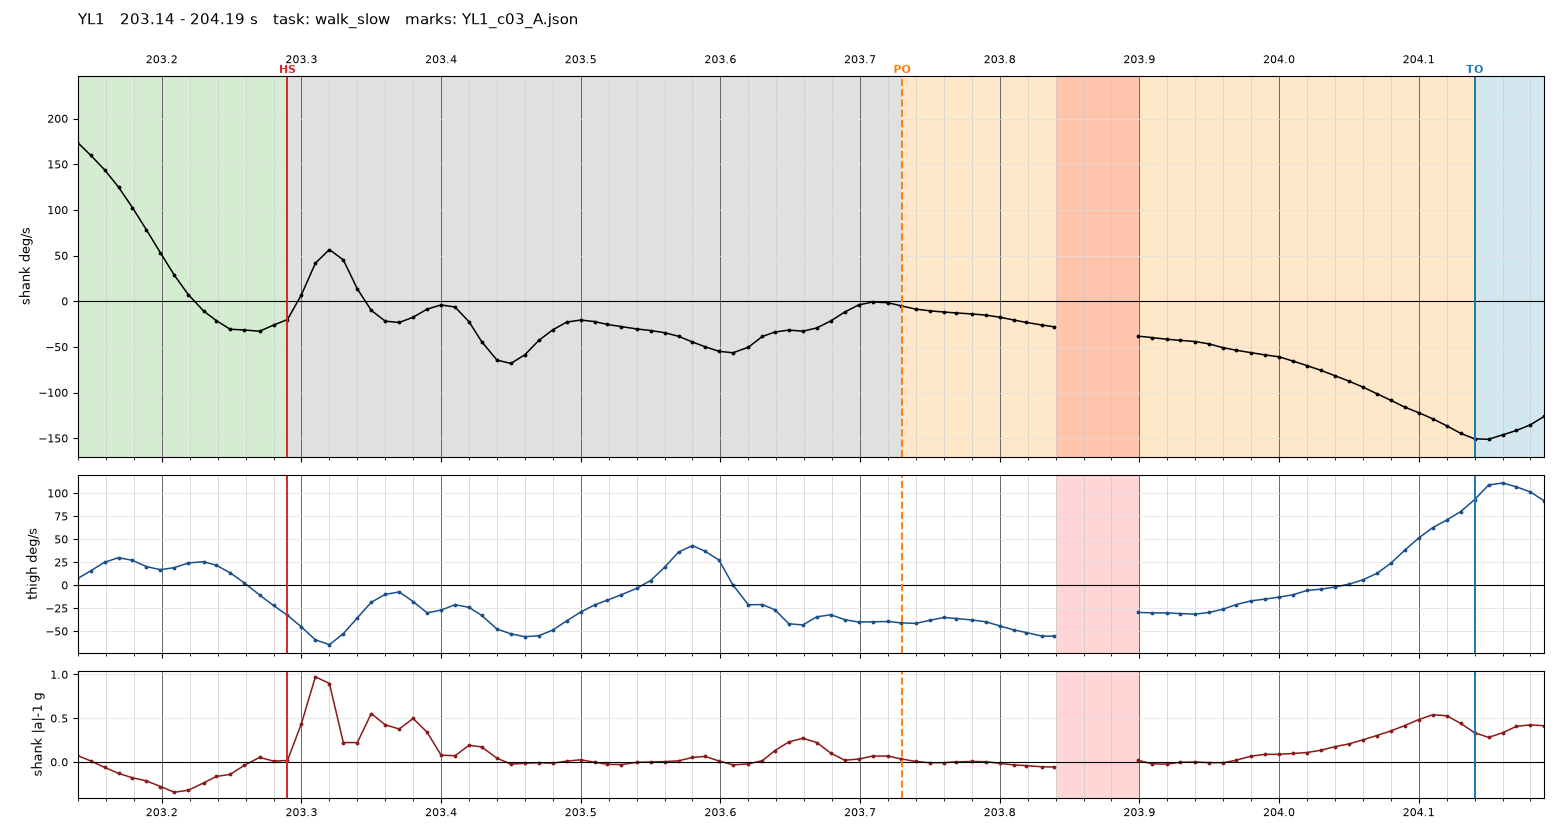 YL1   203.14 - 204.19 s   task: walk_slow   marks: YL1_c03_A.json
203.2 203.3 203.4 203.5 203.6 203.7 203.8 203.9 204.0 204.1
HS PO TO
shank deg/s
200
150
100
50
0
−50
−100
−150
thigh deg/s
100
75
50
25
0
−25
−50
shank |a|-1 g
1.0
0.5
0.0
203.2 203.3 203.4 203.5 203.6 203.7 203.8 203.9 204.0 204.1